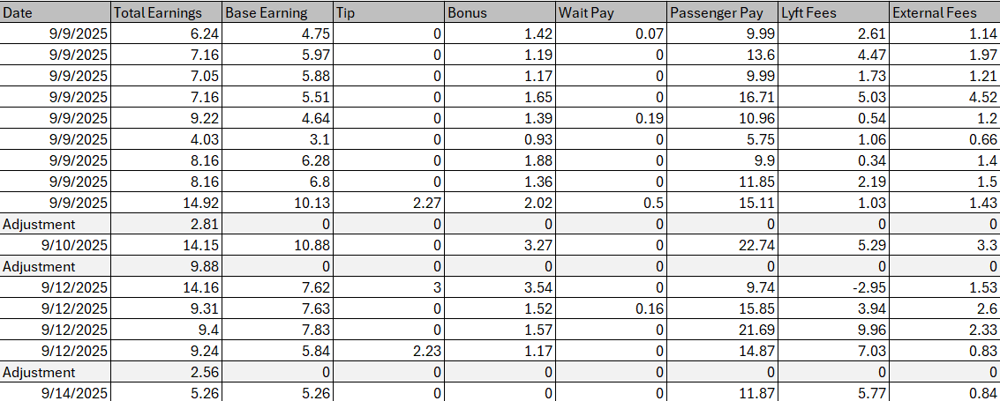 Date Total Earnings Base Earning Tip Bonus Wait Pay Passenger Pay Lyft Fees External Fees
9/9/2025 6.24 4.75 0 1.42 0.07 9.99 2.61 1.14
9/9/2025 7.16 5.97 0 1.19 0 13.6 4.47 1.97
9/9/2025 7.05 5.88 0 1.17 0 9.99 1.73 1.21
9/9/2025 7.16 5.51 0 1.65 0 16.71 5.03 4.52
9/9/2025 9.22 4.64 0 1.39 0.19 10.96 0.54 1.2
9/9/2025 4.03 3.1 0 0.93 0 5.75 1.06 0.66
9/9/2025 8.16 6.28 0 1.88 0 9.9 0.34 1.4
9/9/2025 8.16 6.8 0 1.36 0 11.85 2.19 1.5
9/9/2025 14.92 10.13 2.27 2.02 0.5 15.11 1.03 1.43
Adjustment 2.81 0 0 0 0 0 0 0
9/10/2025 14.15 10.88 0 3.27 0 22.74 5.29 3.3
Adjustment 9.88 0 0 0 0 0 0 0
9/12/2025 14.16 7.62 3 3.54 0 9.74 -2.95 1.53
9/12/2025 9.31 7.63 0 1.52 0.16 15.85 3.94 2.6
9/12/2025 9.4 7.83 0 1.57 0 21.69 9.96 2.33
9/12/2025 9.24 5.84 2.23 1.17 0 14.87 7.03 0.83
Adjustment 2.56 0 0 0 0 0 0 0
9/14/2025 5.26 5.26 0 0 0 11.87 5.77 0.84